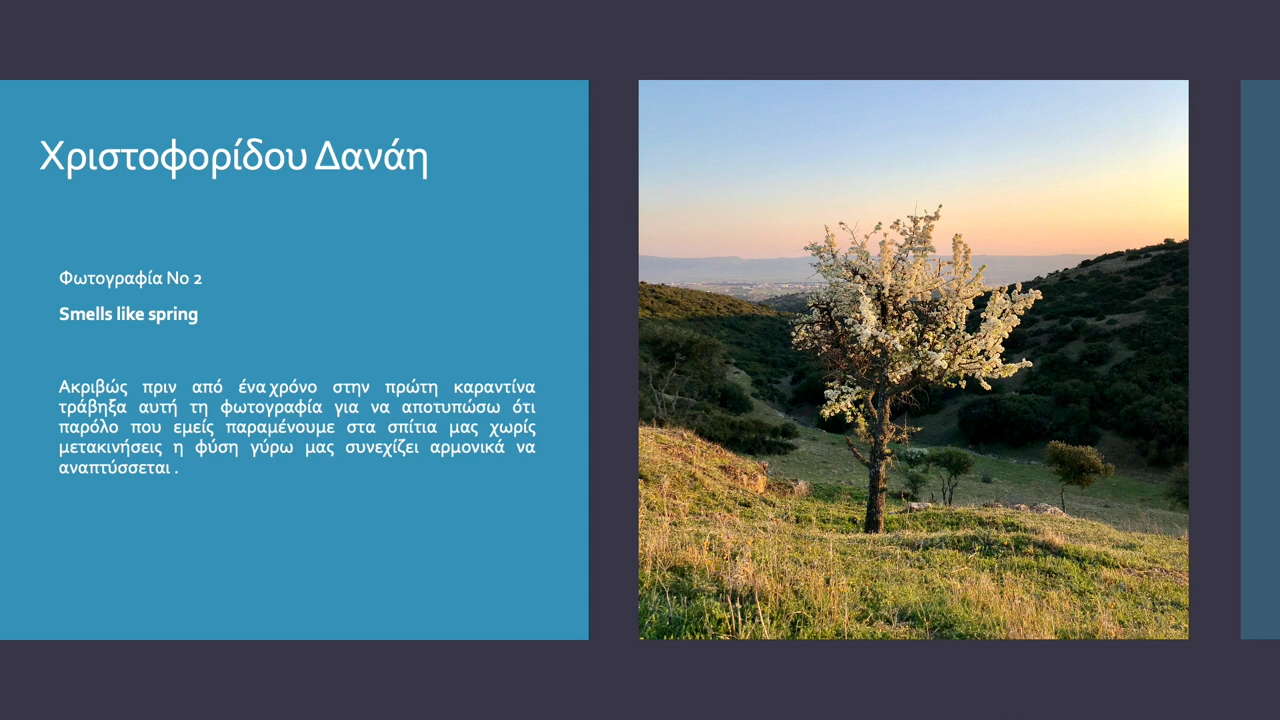 Χριστοφορίδου Δανάη
Φωτογραφία Νο 2
Smells like spring
Ακριβώς πριν από ένα χρόνο στην πρώτη καραντίνα
τράβηξα αυτή τη φωτογραφία για να αποτυπώσω ότι
παρόλο που εμείς παραμένουμε στα σπίτια μας χωρίς
μετακινήσεις η φύση γύρω μας συνεχίζει αρμονικά να
αναπτύσσεται .